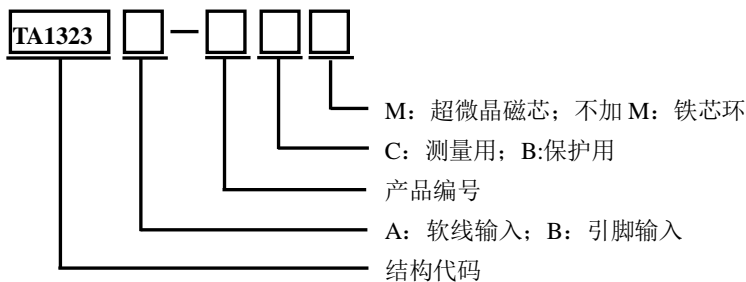 TA1323
M：超微晶磁芯；不加 M：铁芯环
C：测量用；B:保护用
产品编号
A：软线输入；B：引脚输入
结构代码